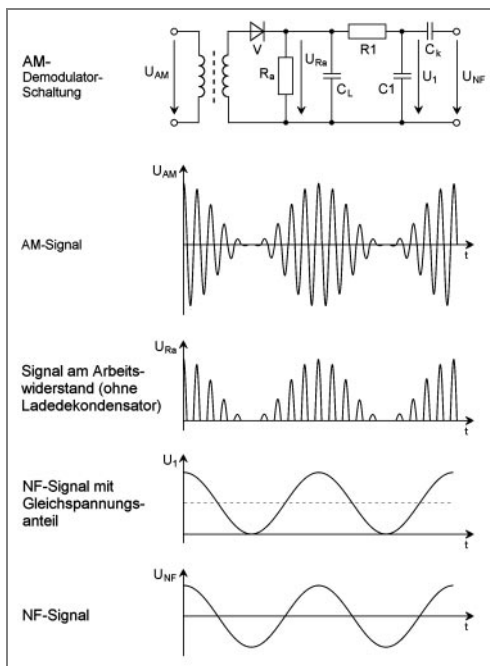 AM-
Demodulator-
Schaltung
U_AM
V
R_a
U_Ra
C_L
R1
C1
U_1
C_k
U_NF
U_AM
AM-Signal
t
U_Ra
Signal am Arbeits-
widerstand (ohne
Ladedekondensator)
t
U_1
NF-Signal mit
Gleichspannungs-
anteil
t
U_NF
NF-Signal
t